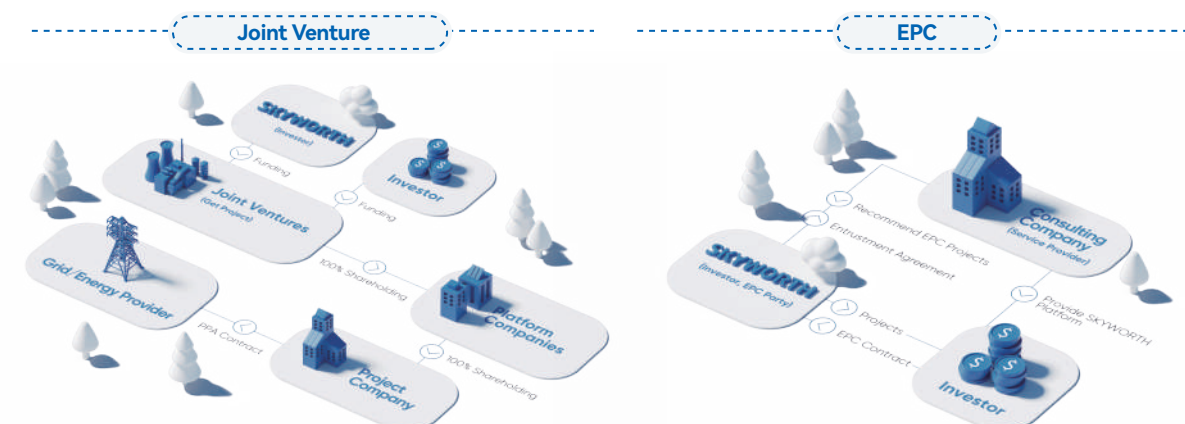 Joint Venture
SKYWORTH
(Investor)
Funding
Investor
Funding
Joint Ventures
(Get Project)
100% Shareholding
Grid/Energy Provider
PPA Contract
Platform
Companies
100% Shareholding
Project
Company
EPC
Consulting
Company
(Service Provider)
Recommend EPC Projects
Entrustment Agreement
SKYWORTH
(Investor, EPC Party)
Provide SKYWORTH
Platform
Projects
EPC Contract
Investor